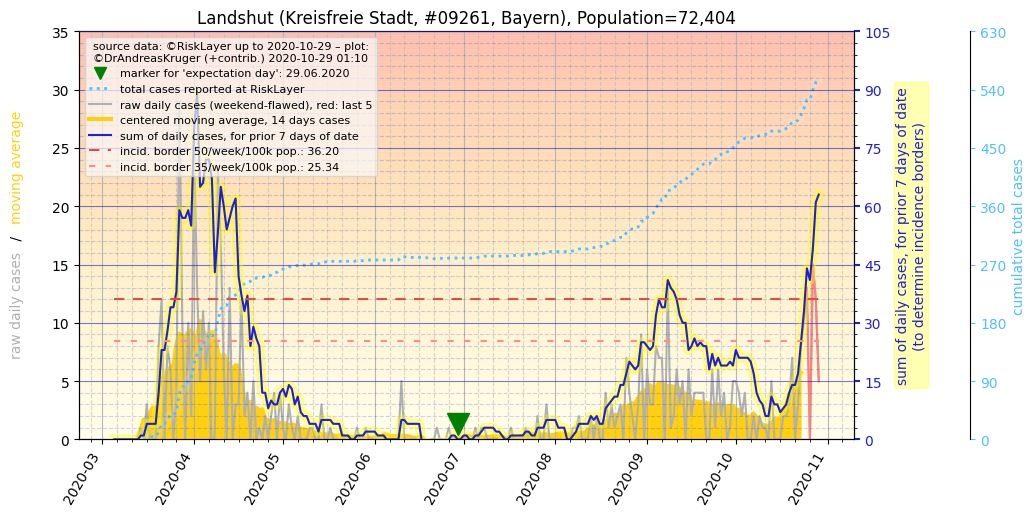 Landshut (Kreisfreie Stadt, #09261, Bayern), Population=72,404
source data: ©RiskLayer up to 2020-10-29 – plot:
©DrAndreasKruger (+contrib.) 2020-10-29 01:10
marker for 'expectation day': 29.06.2020
total cases reported at RiskLayer
raw daily cases (weekend-flawed), red: last 5
centered moving average, 14 days cases
sum of daily cases, for prior 7 days of date
incid. border 50/week/100k pop.: 36.20
incid. border 35/week/100k pop.: 25.34
raw daily cases / moving average
35
30
25
20
15
10
5
0
105
90
75
60
45
30
15
0
sum of daily cases, for prior 7 days of date
(to determine incidence borders)
630
540
450
360
270
180
90
0
cumulative total cases
2020-03
2020-04
2020-05
2020-06
2020-07
2020-08
2020-09
2020-10
2020-11